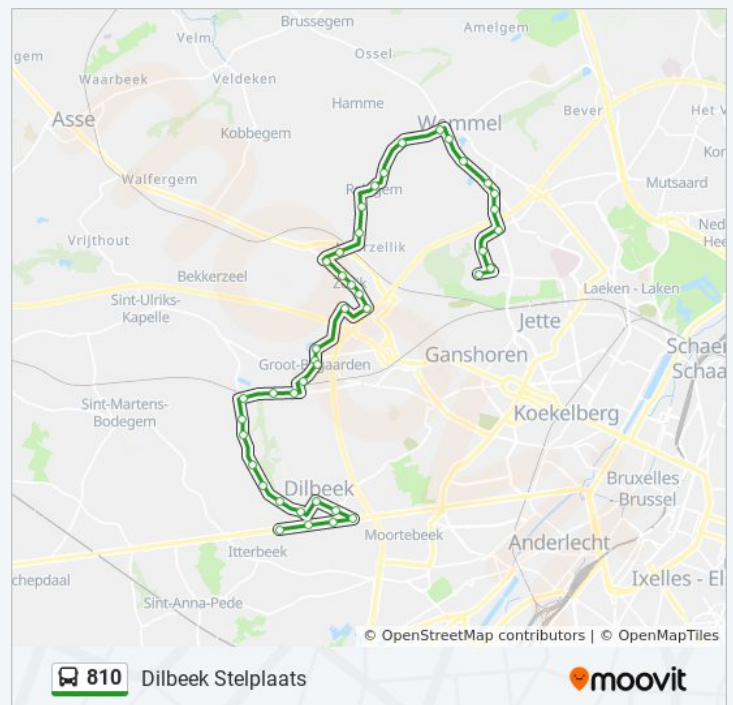 Brussegem
Amelgem
Velm
gem
Ossel
Waarbeek
Veldeken
Hamme
Bever
Het V
Asse
Wemmel
Kobbegem
Kor
Walfergem
Mutsaard
Ned
Hee
Vrijthout
rzellik
Bekkerzeel
Laeken - Laken
Sint-Ulriks-
Kapelle
Jette
Schaer
Schaa
Ganshoren
Sint-Martens-
Bodegem
Koekelberg
Dilbeek
Bruxelles
- Brussel
Moortebeek
Anderlecht
Itterbeek
chepdaal
Ixelles - El
Sint-Anna-Pede
© OpenStreetMap contributors | © OpenMapTiles
810 Dilbeek Stelplaats
moovit